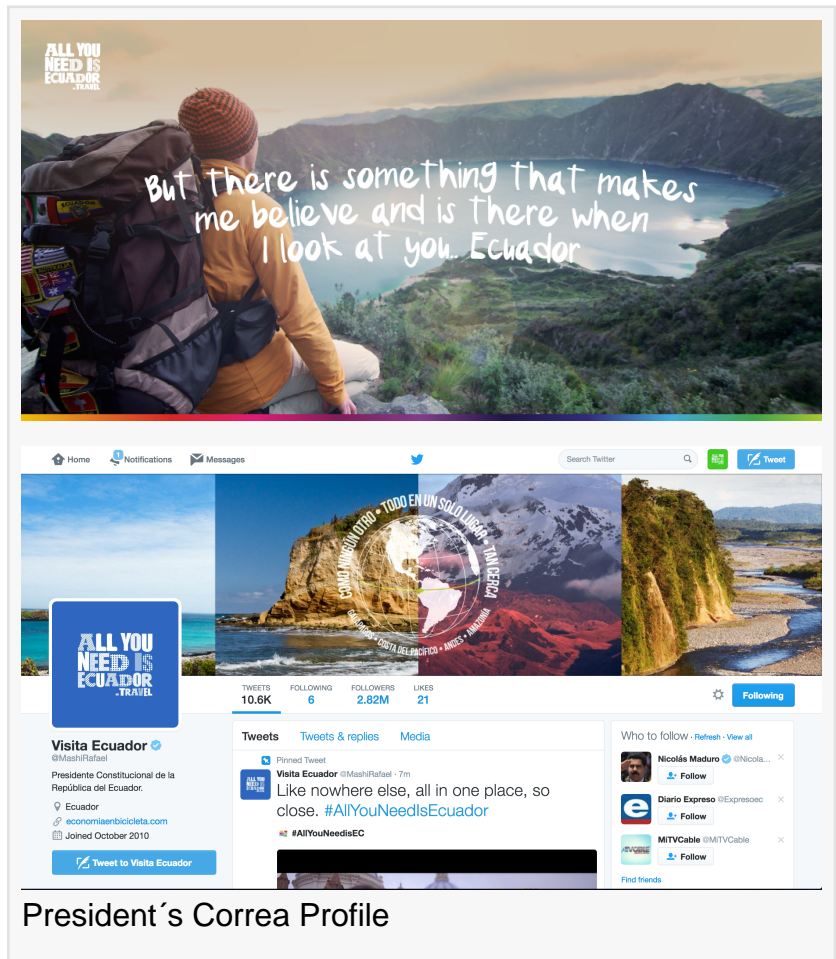 ALL YOU
NEED IS
ECUADOR
.TRAVEL
But there is something that makes
me believe and is there when
I look at you.. Ecuador
Home
1
Notifications
Messages
Search Twitter
Tweet
COMO NINGÚN OTRO • TODO EN UN SOLO LUGAR • TAN CERCA
GALÁPAGOS • COSTA DEL PACÍFICO • ANDES • AMAZONÍA
ALL YOU
NEED IS
ECUADOR
.TRAVEL
TWEETS FOLLOWING FOLLOWERS LIKES
10.6K 6 2.82M 21
Following
Visita Ecuador
@MashiRafael
Presidente Constitucional de la
República del Ecuador.
Ecuador
economiaenbicicleta.com
Joined October 2010
Tweet to Visita Ecuador
Tweets Tweets & replies Media
Pinned Tweet
Visita Ecuador @MashiRafael · 7m
Like nowhere else, all in one place, so
close. #AllYouNeedIsEcuador
#AllYouNeedisEC
Who to follow · Refresh · View all
Nicolás Maduro @Nicola...
Follow
Diario Expreso @Expresoec
Follow
MiTVCable @MiTVCable
Follow
Find friends
President´s Correa Profile